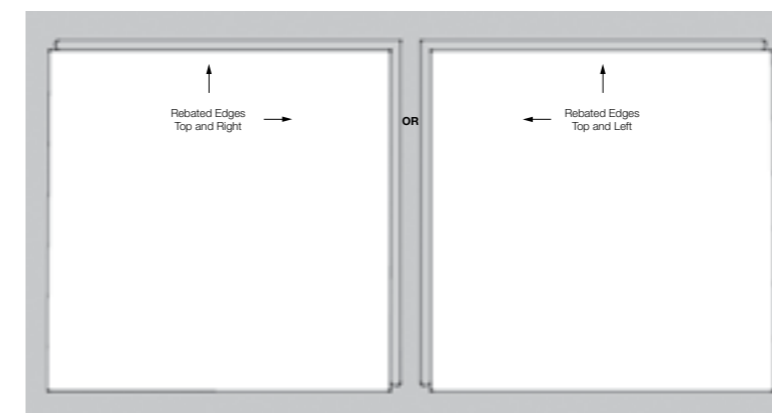 Rebated Edges
Top and Right
OR
Rebated Edges
Top and Left